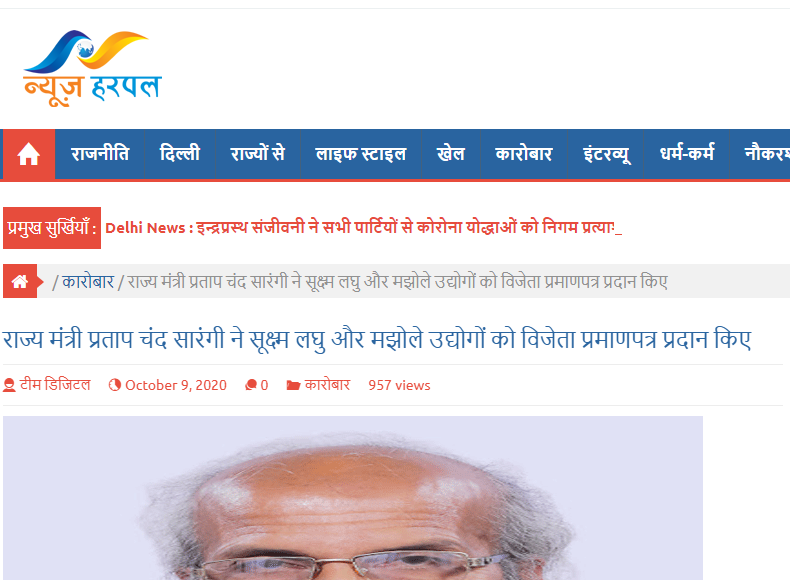 न्यूज़ हरपल
राजनीति दिल्ली राज्यों से लाइफ स्टाइल खेल कारोबार इंटरव्यू धर्म-कर्म
प्रमुख सुर्खियाँ : Delhi News : इन्द्रप्रस्थ संजीवनी ने सभी पार्टियों से कोरोना योद्धाओं को निगम
/ कारोबार / राज्य मंत्री प्रताप चंद सारंगी ने सूक्ष्म लघु और मझोले उद्योगों को विजेता प्रमाणपत्र प्रदान किए
राज्य मंत्री प्रताप चंद सारंगी ने सूक्ष्म लघु और मझोले उद्योगों को विजेता प्रमाणपत्र प्रदान किए
टीम डिजिटल October 9, 2020 0 कारोबार 957 views